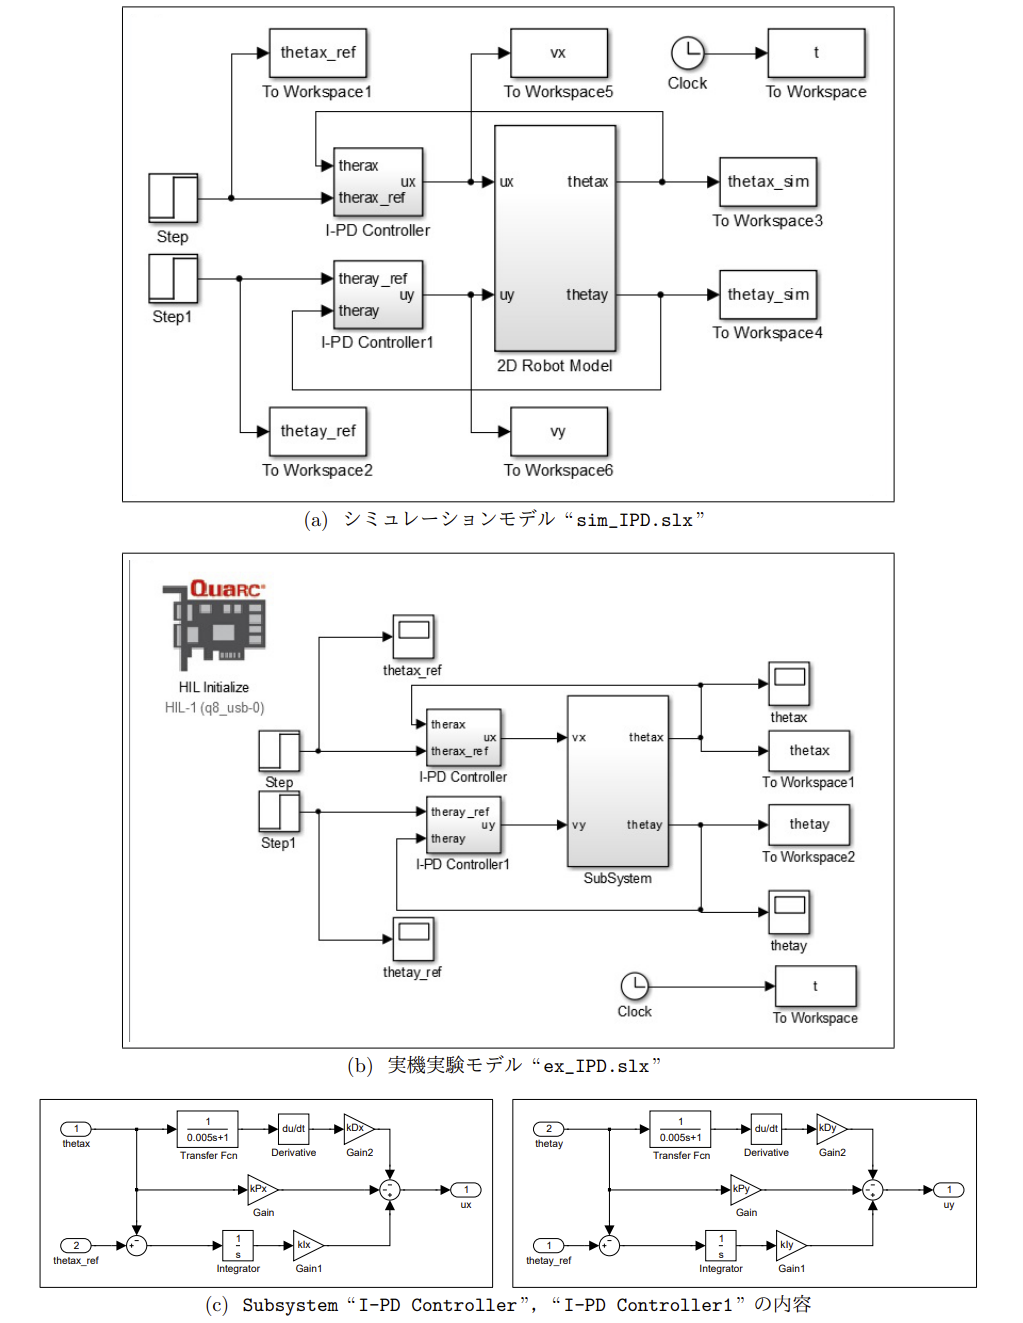 thetax_ref
To Workspace1
vx
To Workspace5
Clock
t
To Workspace
therax
therax_ref
ux
I-PD Controller
Step
ux
uy
thetax
thetay
2D Robot Model
thetax_sim
To Workspace3
Step1
theray_ref
theray
uy
I-PD Controller1
thetay_sim
To Workspace4
thetay_ref
To Workspace2
vy
To Workspace6
(a) シミュレーションモデル “sim_IPD.slx”
QUARC®
HIL Initialize
HIL-1 (q8_usb-0)
thetax_ref
thetax
therax
therax_ref
ux
I-PD Controller
Step
vx
vy
thetax
thetay
SubSystem
thetax
To Workspace1
Step1
theray_ref
theray
uy
I-PD Controller1
thetay
To Workspace2
thetay
thetay_ref
Clock
t
To Workspace
(b) 実機実験モデル “ex_IPD.slx”
1
thetax
1
0.005s+1
Transfer Fcn
du/dt
Derivative
kDx
Gain2
kPx
Gain
1
ux
2
thetax_ref
1
s
Integrator
kIx
Gain1
2
thetay
1
0.005s+1
Transfer Fcn
du/dt
Derivative
kDy
Gain2
kPy
Gain
1
uy
1
thetay_ref
1
s
Integrator
kIy
Gain1
(c) Subsystem “I-PD Controller”, “I-PD Controller1” の内容